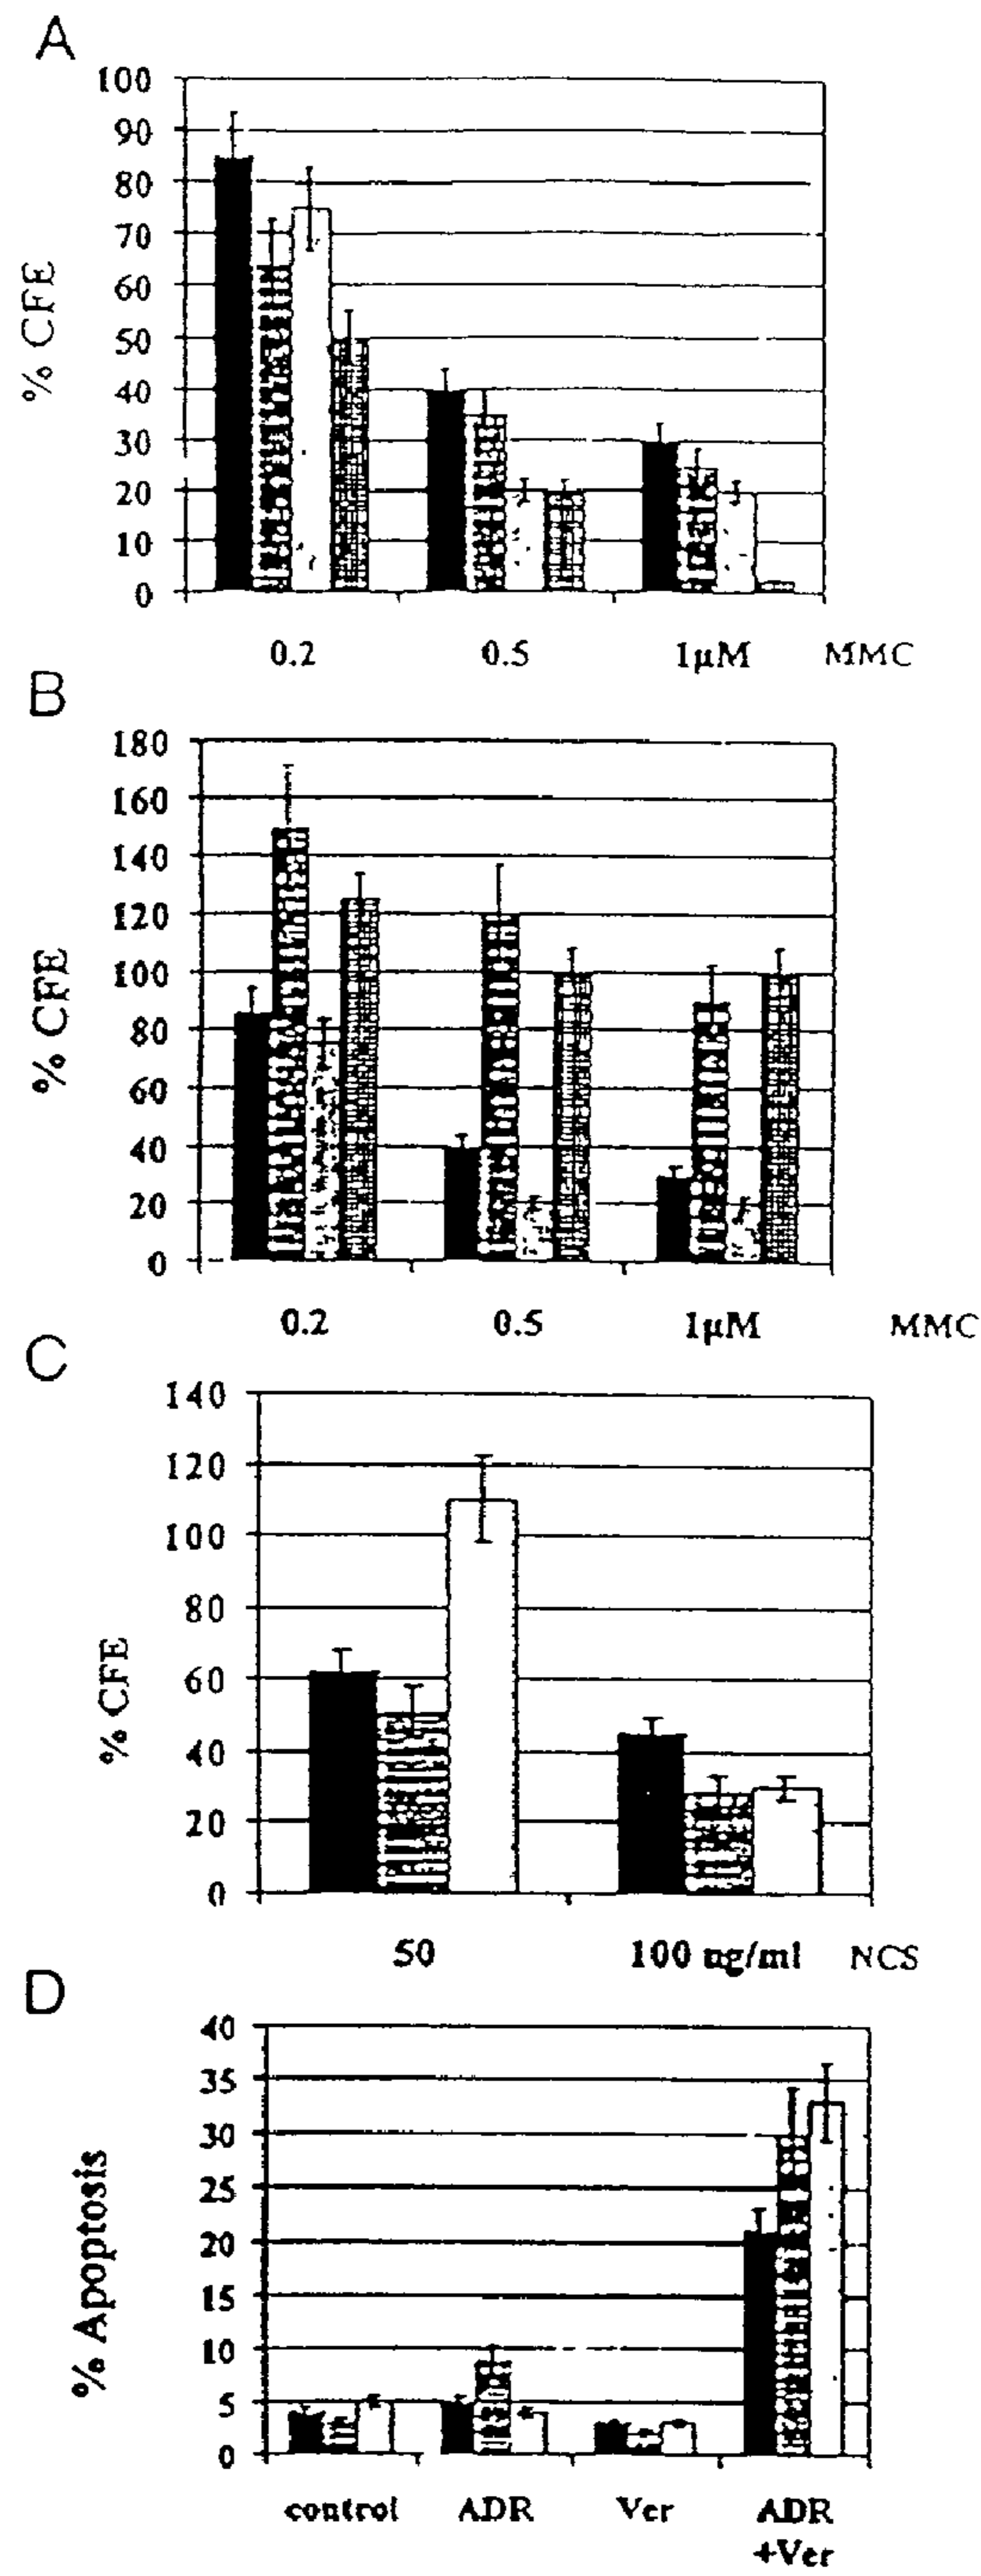 A
100
90
80
70
60
50
40
30
20
10
0
% CFE
0.2 0.5 1µM MMC
B
180
160
140
120
100
80
60
40
20
0
% CFE
0.2 0.5 1µM MMC
C
140
120
100
80
60
40
20
0
% CFE
50 100 ng/ml NCS
D
40
35
30
25
20
15
10
5
0
% Apoptosis
control ADR Ver ADR
+Ver